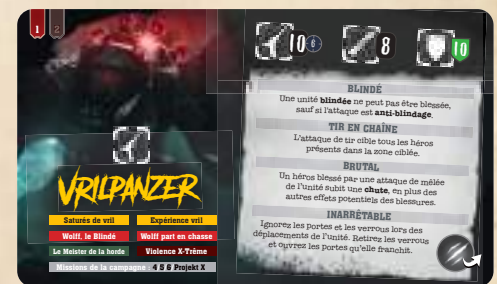 1 2
10 6
8
10
BLINDÉ
Une unité blindée ne peut pas être blessée,
sauf si l'attaque est anti-blindage.
TIR EN CHAÎNE
L'attaque de tir cible tous les héros
présents dans la zone ciblée.
BRUTAL
Un héros blessé par une attaque de mêlée
de l'unité subit une chute, en plus des
autres effets potentiels des blessures.
INARRÊTABLE
Ignorez les portes et les verrous lors des
déplacements de l'unité. Retirez les verrous
et ouvrez les portes qu'elle franchit.
VRILPANZER
Saturés de vril
Expérience vril
Wolff, le Blindé
Wolff part en chasse
Le Meister de la horde
Violence X-Trême
Missions de la campagne : 4 5 6 Projekt X